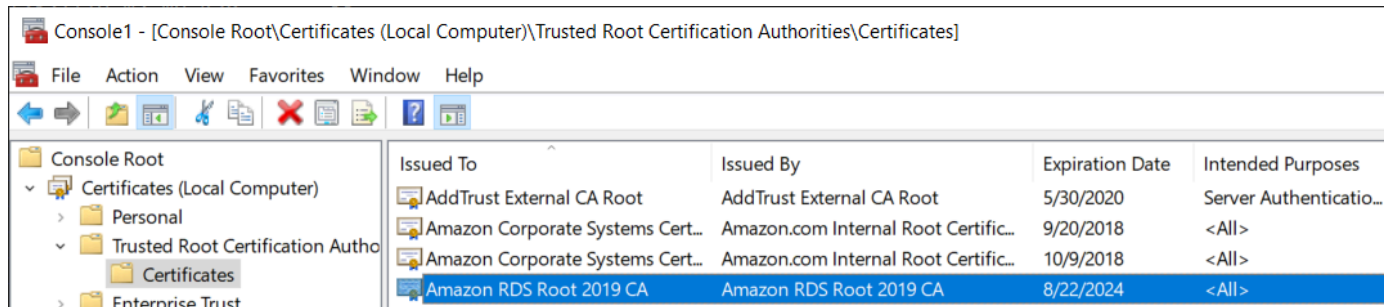 Console1 - [Console Root\Certificates (Local Computer)\Trusted Root Certification Authorities\Certificates]
File Action View Favorites Window Help
Console Root
Certificates (Local Computer)
Personal
Trusted Root Certification Autho
Certificates
Enterprise Trust
Issued To Issued By Expiration Date Intended Purposes
AddTrust External CA Root AddTrust External CA Root 5/30/2020 Server Authenticatio...
Amazon Corporate Systems Cert... Amazon.com Internal Root Certific... 9/20/2018 <All>
Amazon Corporate Systems Cert... Amazon.com Internal Root Certific... 10/9/2018 <All>
Amazon RDS Root 2019 CA Amazon RDS Root 2019 CA 8/22/2024 <All>